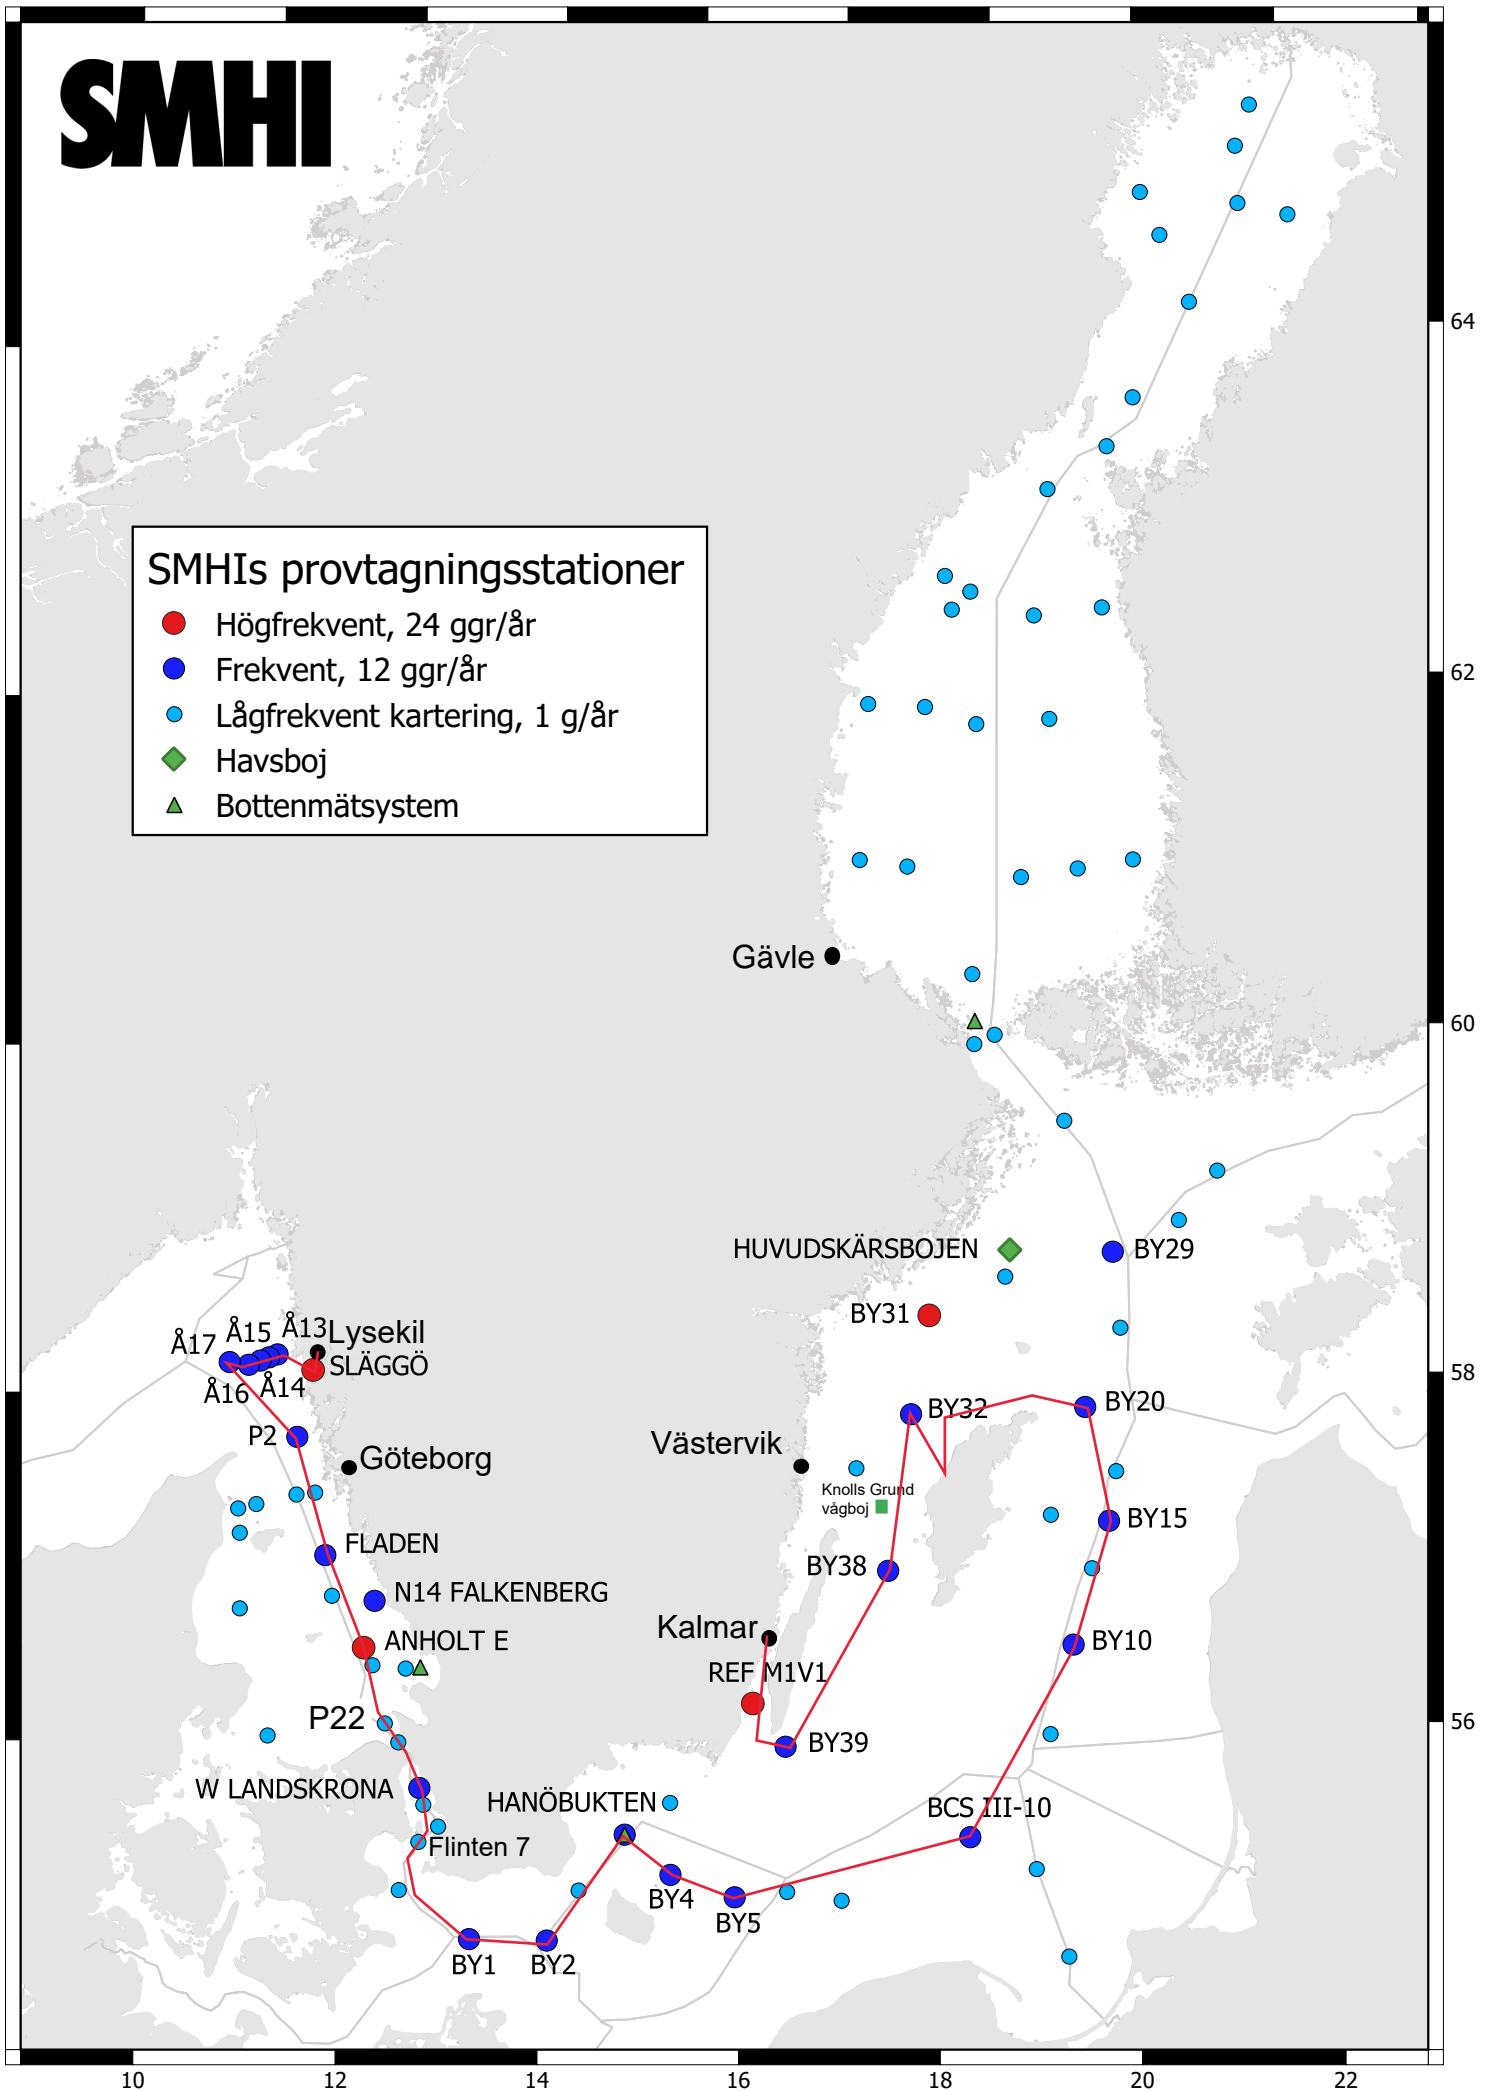 SMHI
64
SMHIs provtagningsstationer
Högfrekvent, 24 ggr/år
Frekvent, 12 ggr/år
Lågfrekvent kartering, 1 g/år
Havsboj
Bottenmätsystem
62
Gävle
60
HUVUDSKÄRSBOJEN
BY29
BY31
Å17
Å15
Å13
Lysekil
SLÄGGÖ
Å16
Å14
58
BY32
BY20
P2
Göteborg
Västervik
Knolls Grund
vågboj
BY15
FLADEN
BY38
N14 FALKENBERG
Kalmar
ANHOLT E
BY10
REF M1V1
P22
56
BY39
W LANDSKRONA
HANÖBUKTEN
BCS III-10
Flinten 7
BY4
BY5
BY1
BY2
10
12
14
16
18
20
22